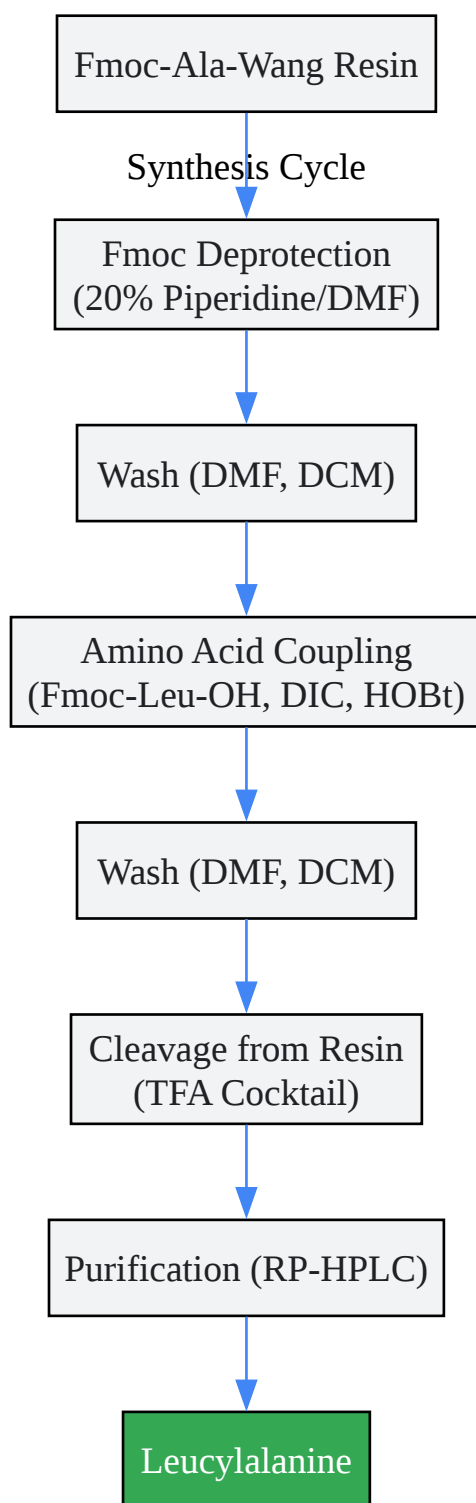 Fmoc-Ala-Wang Resin
Synthesis Cycle
Fmoc Deprotection
(20% Piperidine/DMF)
Wash (DMF, DCM)
Amino Acid Coupling
(Fmoc-Leu-OH, DIC, HOBt)
Wash (DMF, DCM)
Cleavage from Resin
(TFA Cocktail)
Purification (RP-HPLC)
Leucylalanine